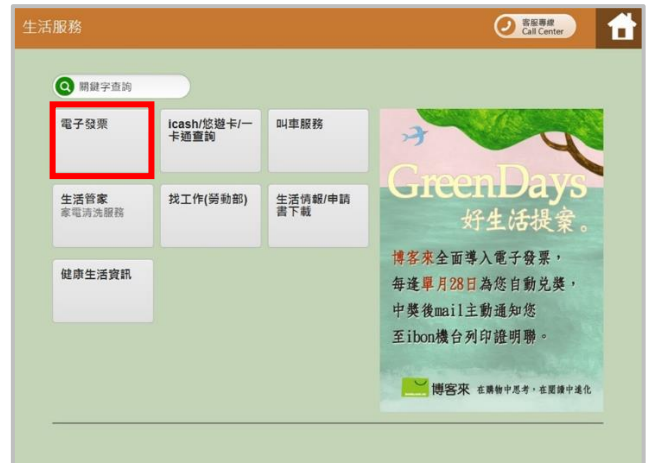 生活服務
客服專線
Call Center
關鍵字查詢
電子發票
icash/悠遊卡/一
卡通查詢
叫車服務
生活管家
家電清洗服務
找工作(勞動部)
生活情報/申請
書下載
健康生活資訊
GreenDays
好生活提案。
博客來全面導入電子發票，
每逢單月28日為您自動兌獎，
中獎後mail主動通知您
至ibon機台列印證明聯。
博客來 在購物中思考，在閱讀中進化